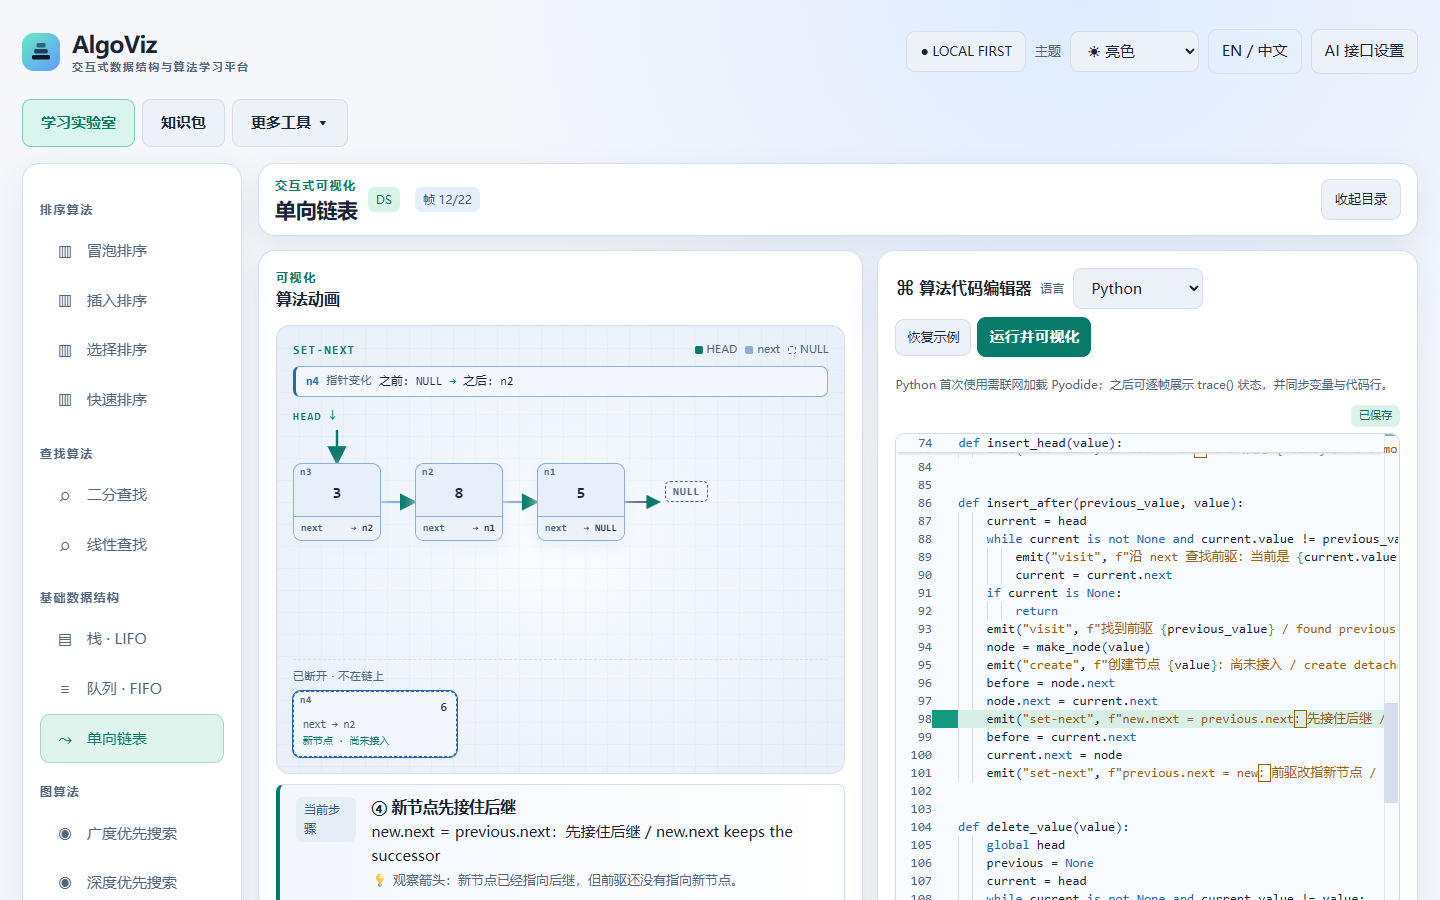 AlgoViz
交互式数据结构与算法学习平台
● LOCAL FIRST
主题
☀ 亮色
EN / 中文
AI 接口设置
学习实验室
知识包
更多工具 ▼
排序算法
冒泡排序
插入排序
选择排序
快速排序
查找算法
二分查找
线性查找
基础数据结构
栈 · LIFO
队列 · FIFO
单向链表
图算法
广度优先搜索
深度优先搜索
交互式可视化
单向链表
DS
帧 12/22
收起目录
可视化
算法动画
SET-NEXT
HEAD
next
NULL
n4 指针变化 之前: NULL → 之后: n2
HEAD ↓
n3
3
next → n2
n2
8
next → n1
n1
5
next → NULL
NULL
已断开 · 不在链上
n4
6
next → n2
新节点 · 尚未接入
当前步骤
④ 新节点先接住后继
new.next = previous.next：先接住后继 / new.next keeps the
successor
💡 观察箭头：新节点已经指向后继，但前驱还没有指向新节点。
⌘ 算法代码编辑器
语言
Python
恢复示例
运行并可视化
Python 首次使用需联网加载 Pyodide；之后可逐帧展示 trace() 状态，并同步变量与代码行。
已保存
74 def insert_head(value):
84
85
86 def insert_after(previous_value, value):
87 current = head
88 while current is not None and current.value != previous_va
89 emit("visit", f"沿 next 查找前驱: 当前是 {current.value
90 current = current.next
91 if current is None:
92 return
93 emit("visit", f"找到前驱 {previous_value} / found previous
94 node = make_node(value)
95 emit("create", f"创建节点 {value}: 尚未接入 / create detach
96 before = node.next
97 node.next = current.next
98 emit("set-next", f"new.next = previous.next：先接住后继 /
99 before = current.next
100 current.next = node
101 emit("set-next", f"previous.next = new：前驱改指新节点 /
102
103
104 def delete_value(value):
105 global head
106 previous = None
107 current = head
108 while current is not None and current.value != value: